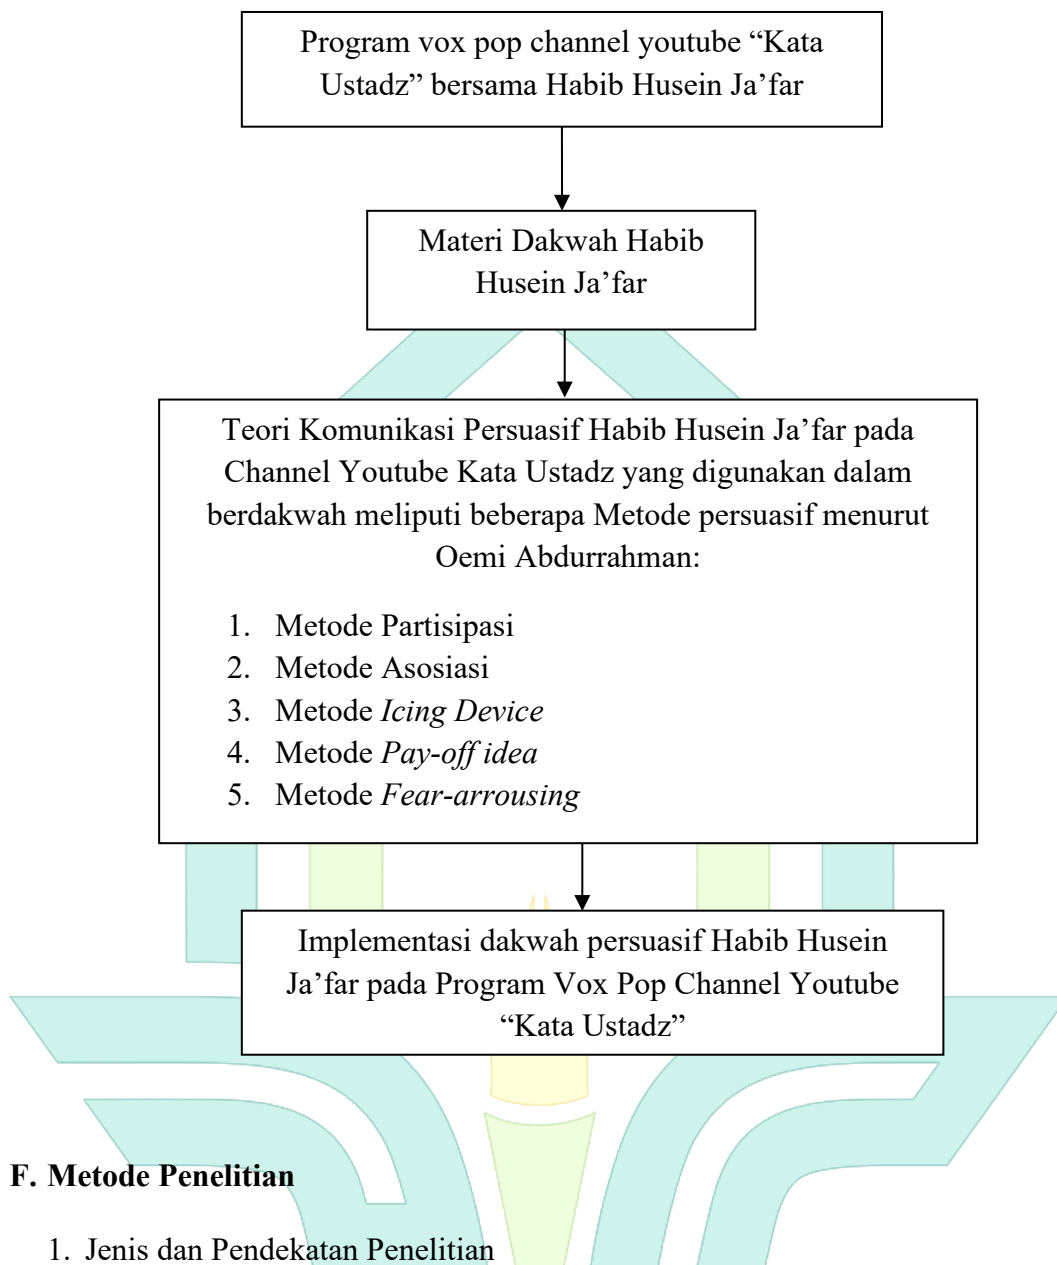 Program vox pop channel youtube “Kata
Ustadz” bersama Habib Husein Ja’far
Materi Dakwah Habib
Husein Ja’far
Teori Komunikasi Persuasif Habib Husein Ja’far pada
Channel Youtube Kata Ustadz yang digunakan dalam
berdakwah meliputi beberapa Metode persuasif menurut
Oemi Abdurrahman:
1. Metode Partisipasi
2. Metode Asosiasi
3. Metode Icing Device
4. Metode Pay-off idea
5. Metode Fear-arrousing
Implementasi dakwah persuasif Habib Husein
Ja’far pada Program Vox Pop Channel Youtube
“Kata Ustadz”
F. Metode Penelitian
1. Jenis dan Pendekatan Penelitian